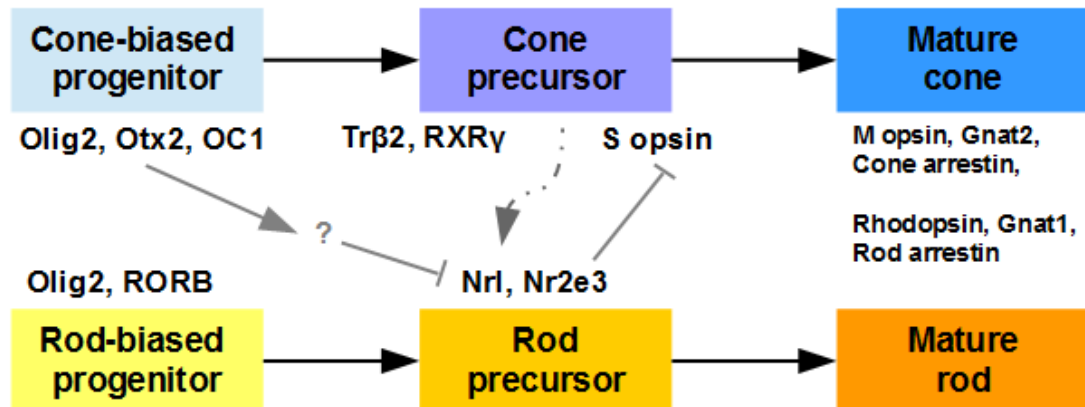 Cone-biased
progenitor
Cone
precursor
Mature
cone
Olig2, Otx2, OC1
Trβ2, RXRγ
S opsin
M opsin, Gnat2,
Cone arrestin,
?
Rhodopsin, Gnat1,
Rod arrestin
Olig2, RORB
Nrl, Nr2e3
Rod-biased
progenitor
Rod
precursor
Mature
rod